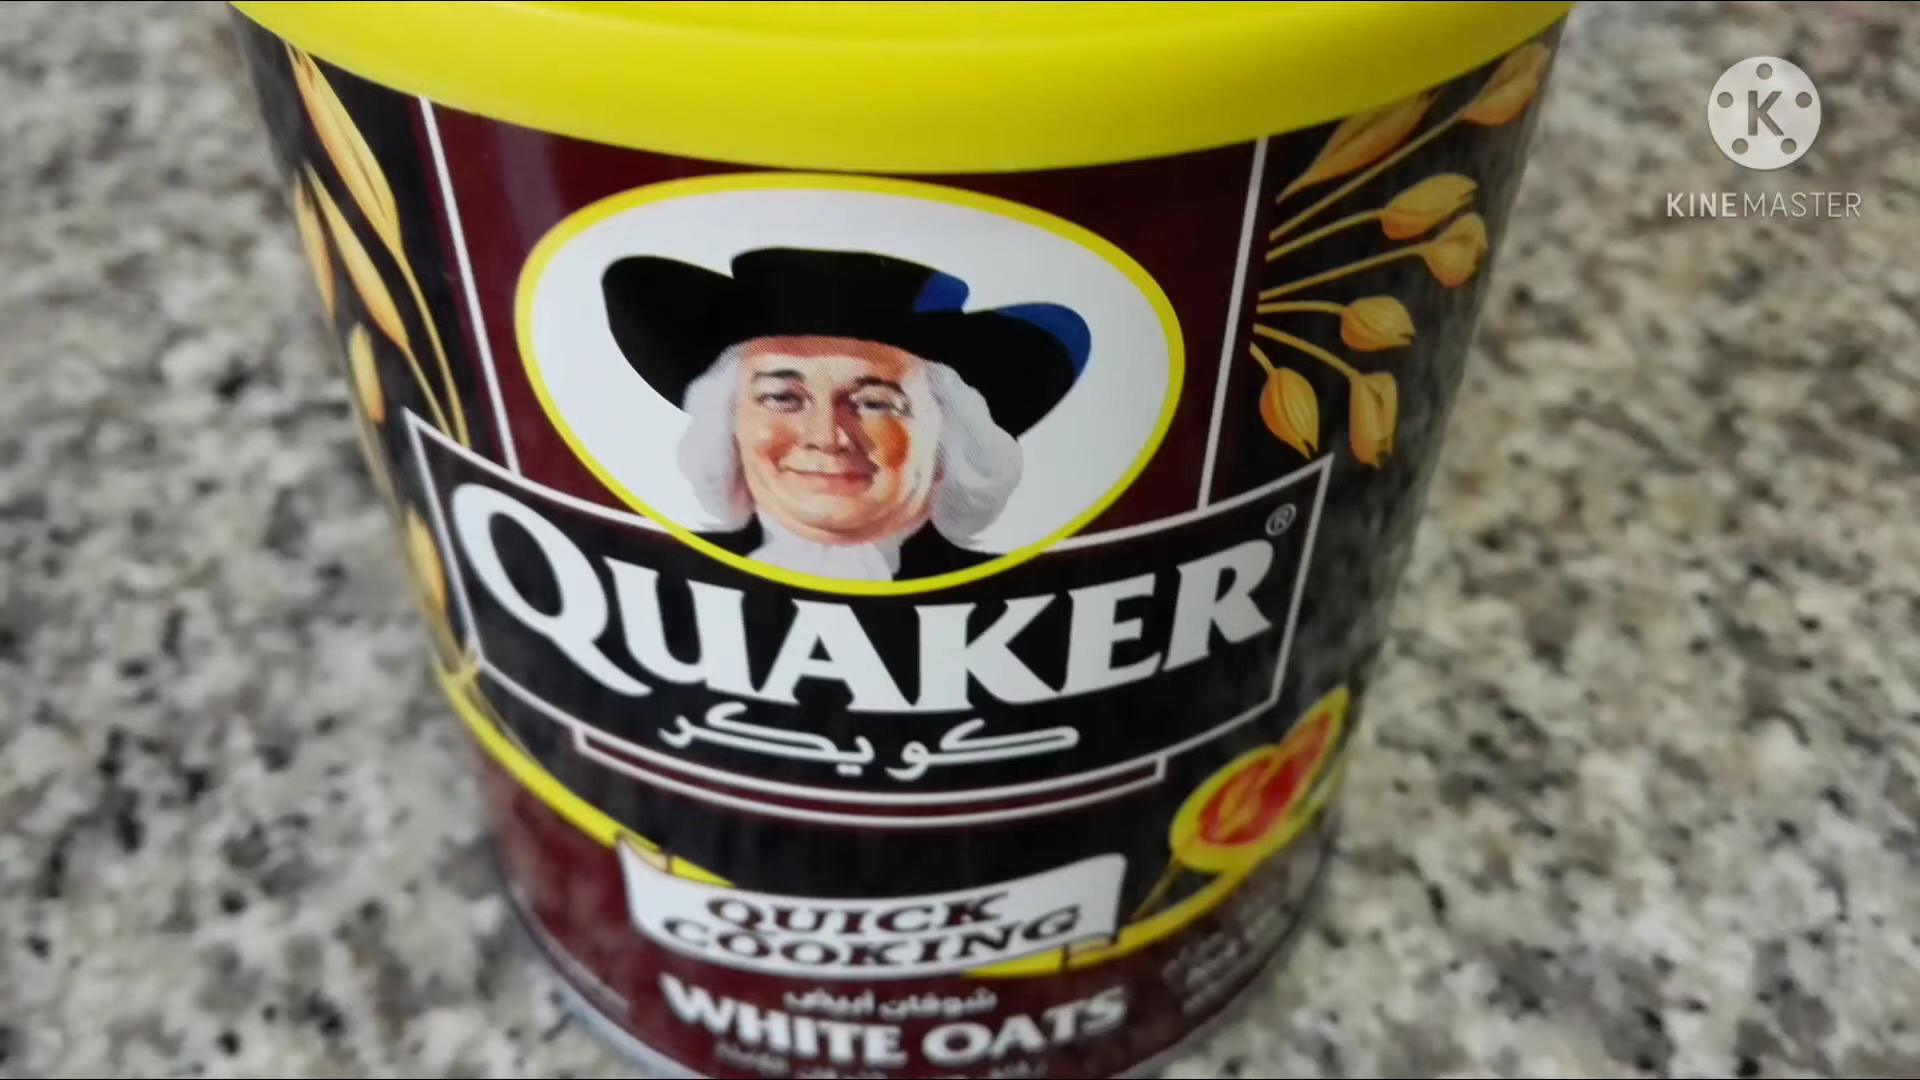 K
KINEMASTER
QUAKER®
كويكر
QUICK
COOKING
شوفان أبيض
WHITE OATS